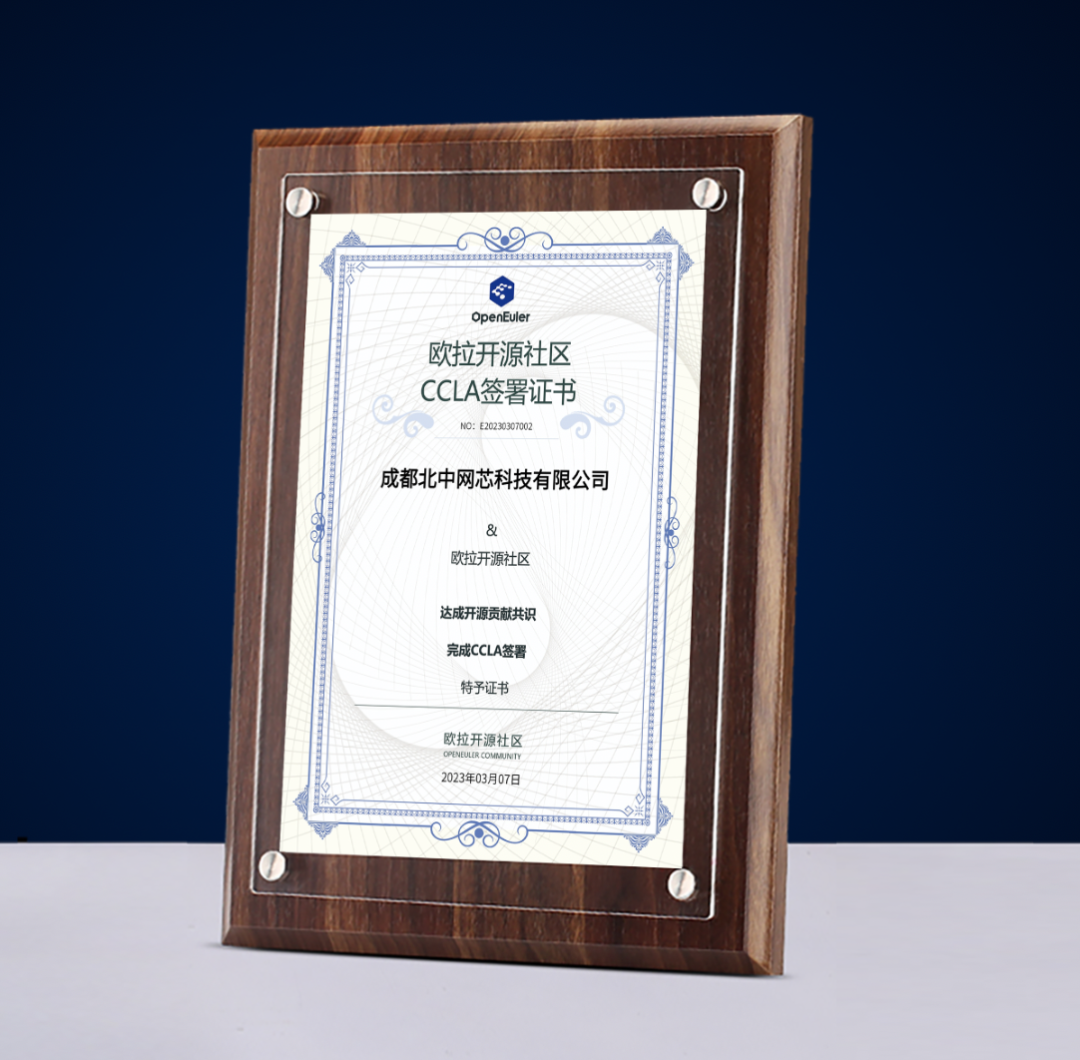 OpenEuler
欧拉开源社区
CCLA签署证书
NO：E20230307002
成都北中网芯科技有限公司
&
欧拉开源社区
达成开源贡献共识
完成CCLA签署
特予证书
欧拉开源社区
OPENEULER COMMUNITY
2023年03月07日